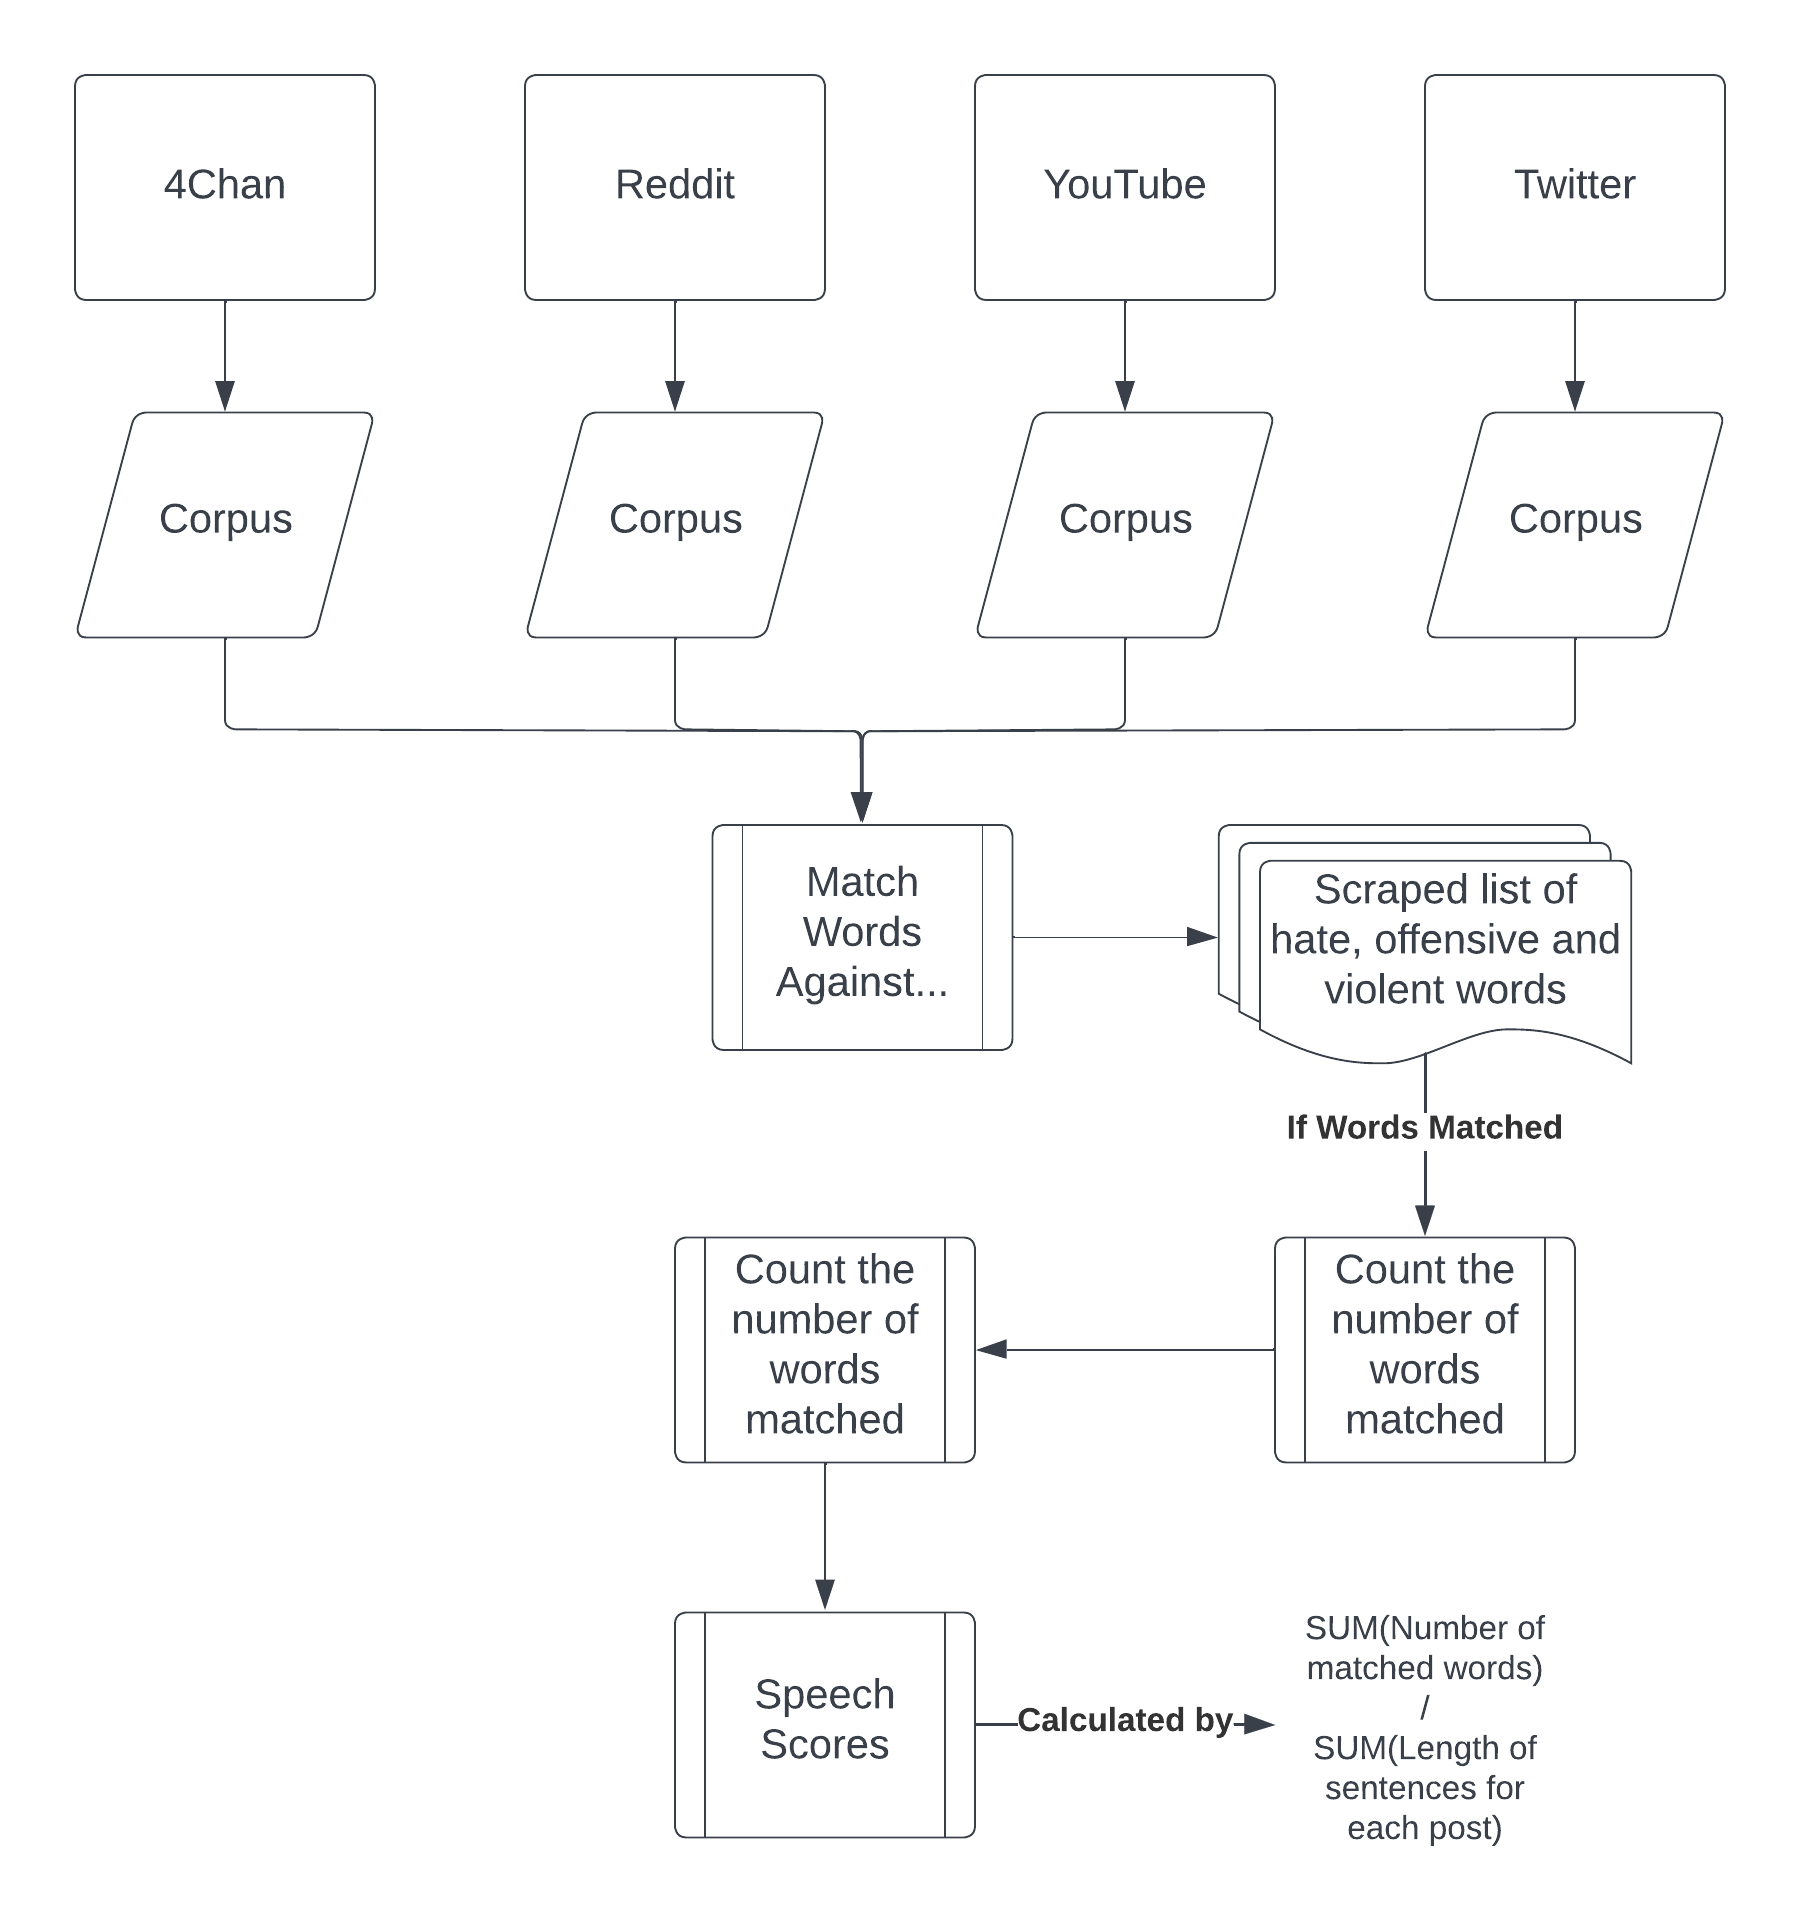 4Chan
Reddit
YouTube
Twitter
Corpus
Corpus
Corpus
Corpus
Match
Words
Against...
Scraped list of
hate, offensive and
violent words
If Words Matched
Count the
number of
words
matched
Count the
number of
words
matched
Speech
Scores
Calculated by
SUM(Number of
matched words)
/
SUM(Length of
sentences for
each post)